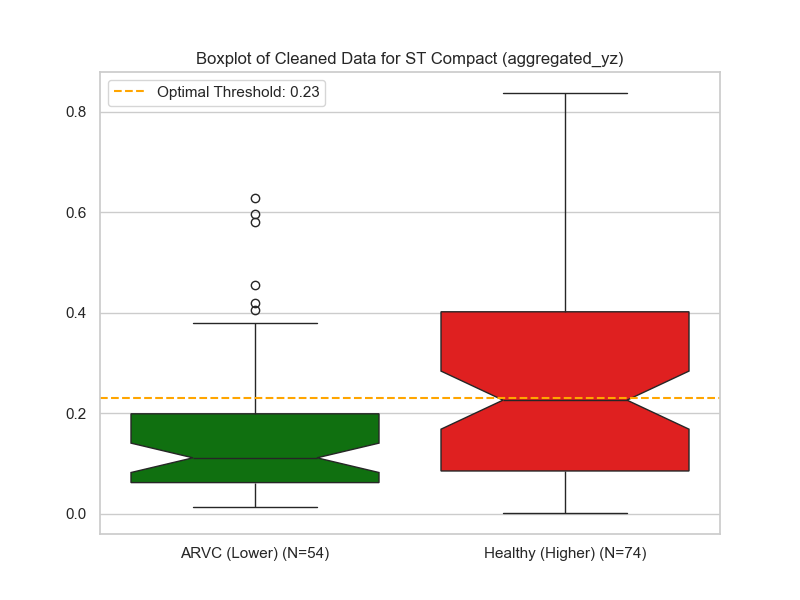 Boxplot of Cleaned Data for ST Compact (aggregated_yz)
Optimal Threshold: 0.23
0.8
0.6
0.4
0.2
0.0
ARVC (Lower) (N=54)
Healthy (Higher) (N=74)